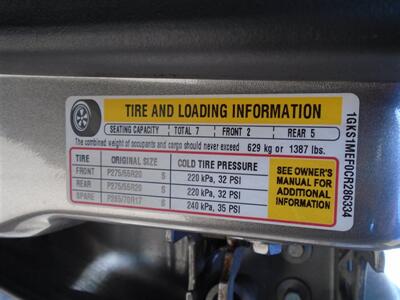 TIRE AND LOADING INFORMATION
SEATING CAPACITY TOTAL 7 FRONT 2 REAR 5
The combined weight of occupants and cargo should never exceed 629 kg or 1387 lbs.
TIRE ORIGINAL SIZE COLD TIRE PRESSURE
FRONT P275/55R20 S 220 kPa, 32 PSI
REAR P275/55R20 S 220 kPa, 32 PSI
SPARE P265/70R17 S 240 kPa, 35 PSI
SEE OWNER'S
MANUAL FOR
ADDITIONAL
INFORMATION
1GKS1MEF0DR286334